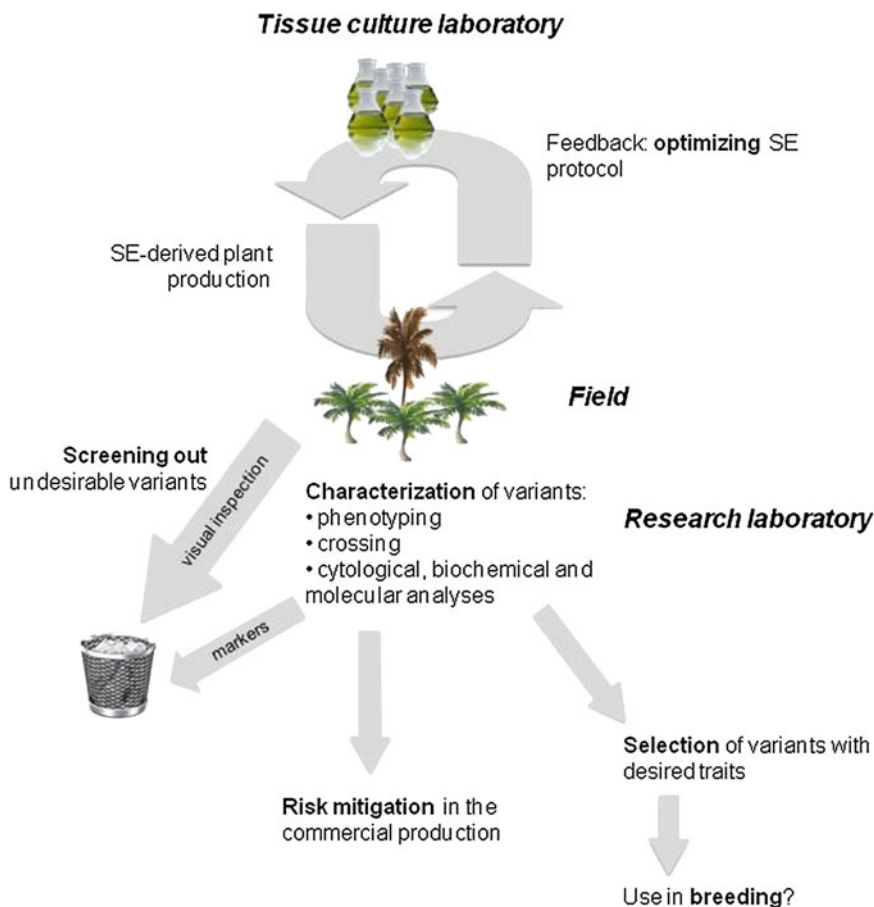 Tissue culture laboratory
Feedback: optimizing SE
protocol
SE-derived plant
production
Field
Screening out
undesirable variants
visual inspection
Characterization of variants:
• phenotyping
• crossing
• cytological, biochemical and
molecular analyses
Research laboratory
markers
Selection of variants with
desired traits
Risk mitigation in the
commercial production
Use in breeding?